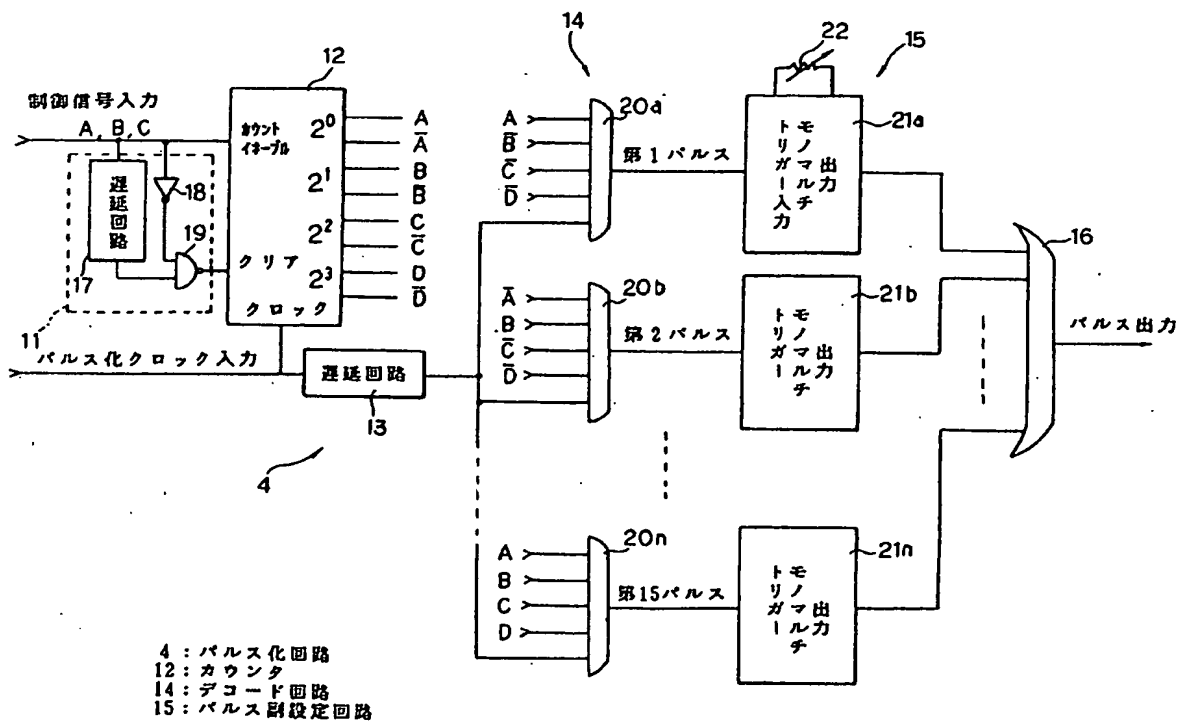 制御信号入力
A, B, C
11
遅延回路
17
18
19
12
カウント
イネーブル
クリア
クロック
2⁰
2¹
2²
2³
A
A̅
B
B̅
C
C̅
D
D̅
パルス化クロック入力
遅延回路
13
4
14
20a
A
B̅
C̅
D̅
第1パルス
20b
A̅
B
C̅
D̅
第2パルス
20n
A
B
C
D
第15パルス
22
15
21a
トリガー入力
モノマルチ
出力
21b
トリガー
モノマルチ
出力
21n
トリガー
モノマルチ
出力
16
パルス出力
4：パルス化回路
12：カウンタ
14：デコード回路
15：パルス副設定回路